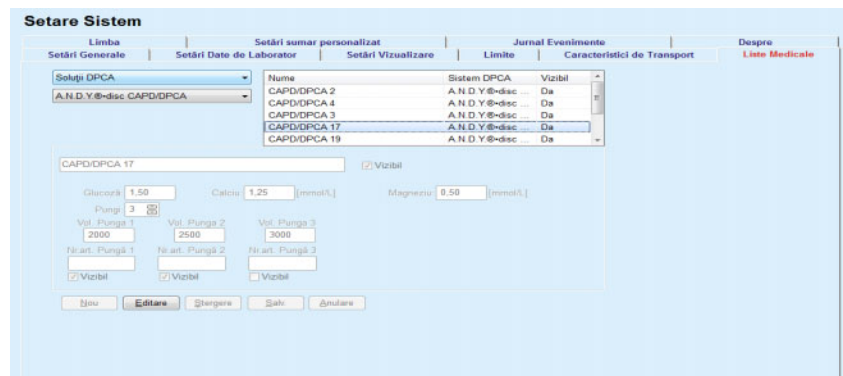 Setare Sistem
Limba Setări sumar personalizat Jurnal Evenimente Despre
Setări Generale Setări Date de Laborator Setări Vizualizare Limite Caracteristici de Transport Liste Medicale
Soluţii DPCA
A.N.D.Y.®•disc CAPD/DPCA
Nume Sistem DPCA Vizibil
CAPD/DPCA 2 A.N.D.Y.®•disc ... Da
CAPD/DPCA 4 A.N.D.Y.®•disc ... Da
CAPD/DPCA 3 A.N.D.Y.®•disc ... Da
CAPD/DPCA 17 A.N.D.Y.®•disc ... Da
CAPD/DPCA 19 A.N.D.Y.®•disc ... Da
CAPD/DPCA 17 Vizibil
Glucoză 1,50 Calciu 1,25 [mmol/L] Magneziu 0,50 [mmol/L]
Pungi 3
Vol. Punga 1 Vol. Punga 2 Vol. Punga 3
2000 2500 3000
Nr.art. Pungă 1 Nr.art. Pungă 2 Nr.art. Pungă 3
Vizibil Vizibil Vizibil
Nou Editare Ştergere Salv. Anulare